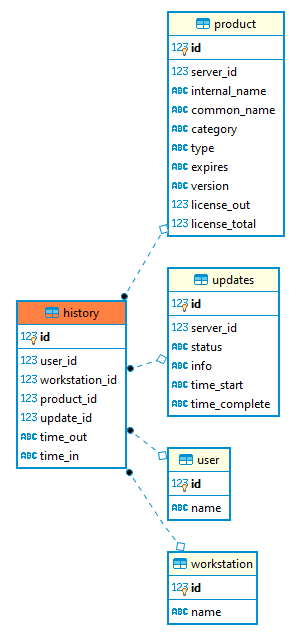 product
123 id
123 server_id
ABC internal_name
ABC common_name
ABC category
ABC type
ABC expires
ABC version
123 license_out
123 license_total
updates
123 id
123 server_id
ABC status
ABC info
ABC time_start
ABC time_complete
history
123 id
123 user_id
123 workstation_id
123 product_id
123 update_id
ABC time_out
ABC time_in
user
123 id
ABC name
workstation
123 id
ABC name